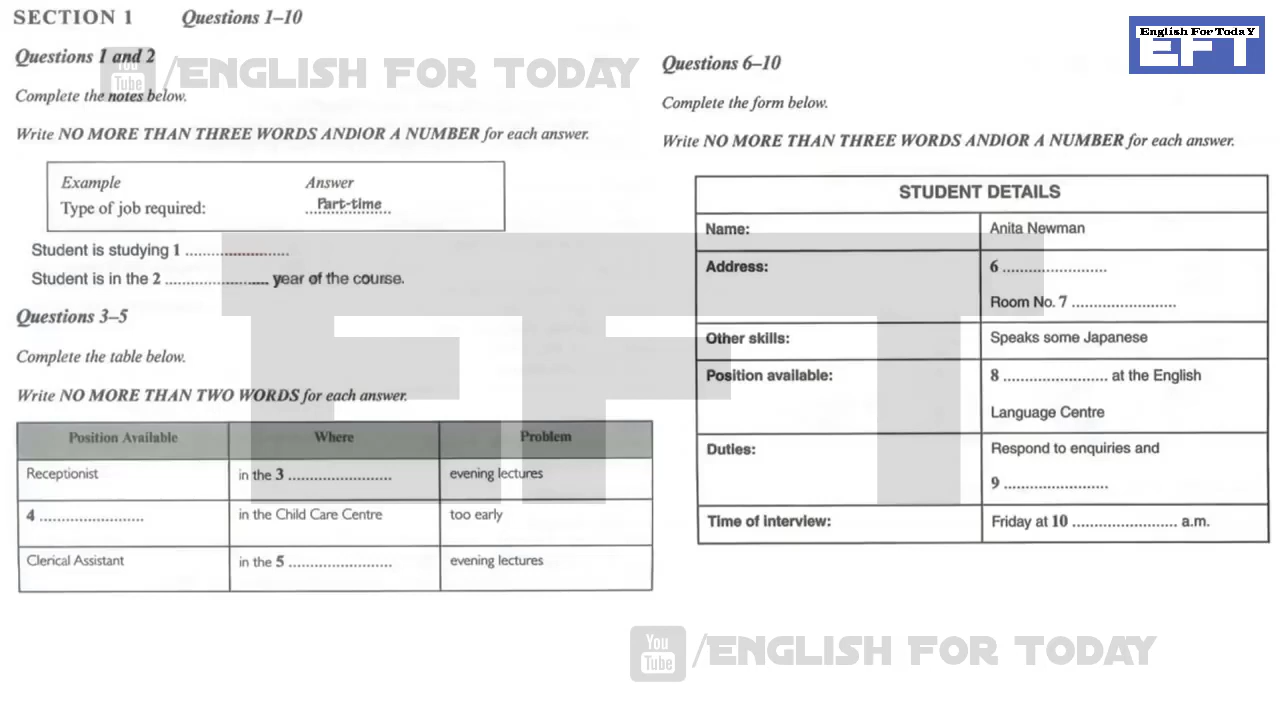 SECTION 1 Questions 1–10
Questions 1 and 2
Complete the notes below.
Write NO MORE THAN THREE WORDS AND/OR A NUMBER for each answer.
Example Answer
Type of job required: Part-time
Student is studying 1 ........................
Student is in the 2 ........................ year of the course.
Questions 3–5
Complete the table below.
Write NO MORE THAN TWO WORDS for each answer.
Position Available Where Problem
Receptionist in the 3 ........................ evening lectures
4 ........................ in the Child Care Centre too early
Clerical Assistant in the 5 ........................ evening lectures
English For TodaY
EFT
Questions 6–10
Complete the form below.
Write NO MORE THAN THREE WORDS AND/OR A NUMBER for each answer.
STUDENT DETAILS
Name: Anita Newman
Address: 6 ........................
Room No. 7 ........................
Other skills: Speaks some Japanese
Position available: 8 ........................ at the English
Language Centre
Duties: Respond to enquiries and
9 ........................
Time of interview: Friday at 10 ........................ a.m.
You Tube /ENGLISH FOR TODAY
EFT
You Tube /ENGLISH FOR TODAY